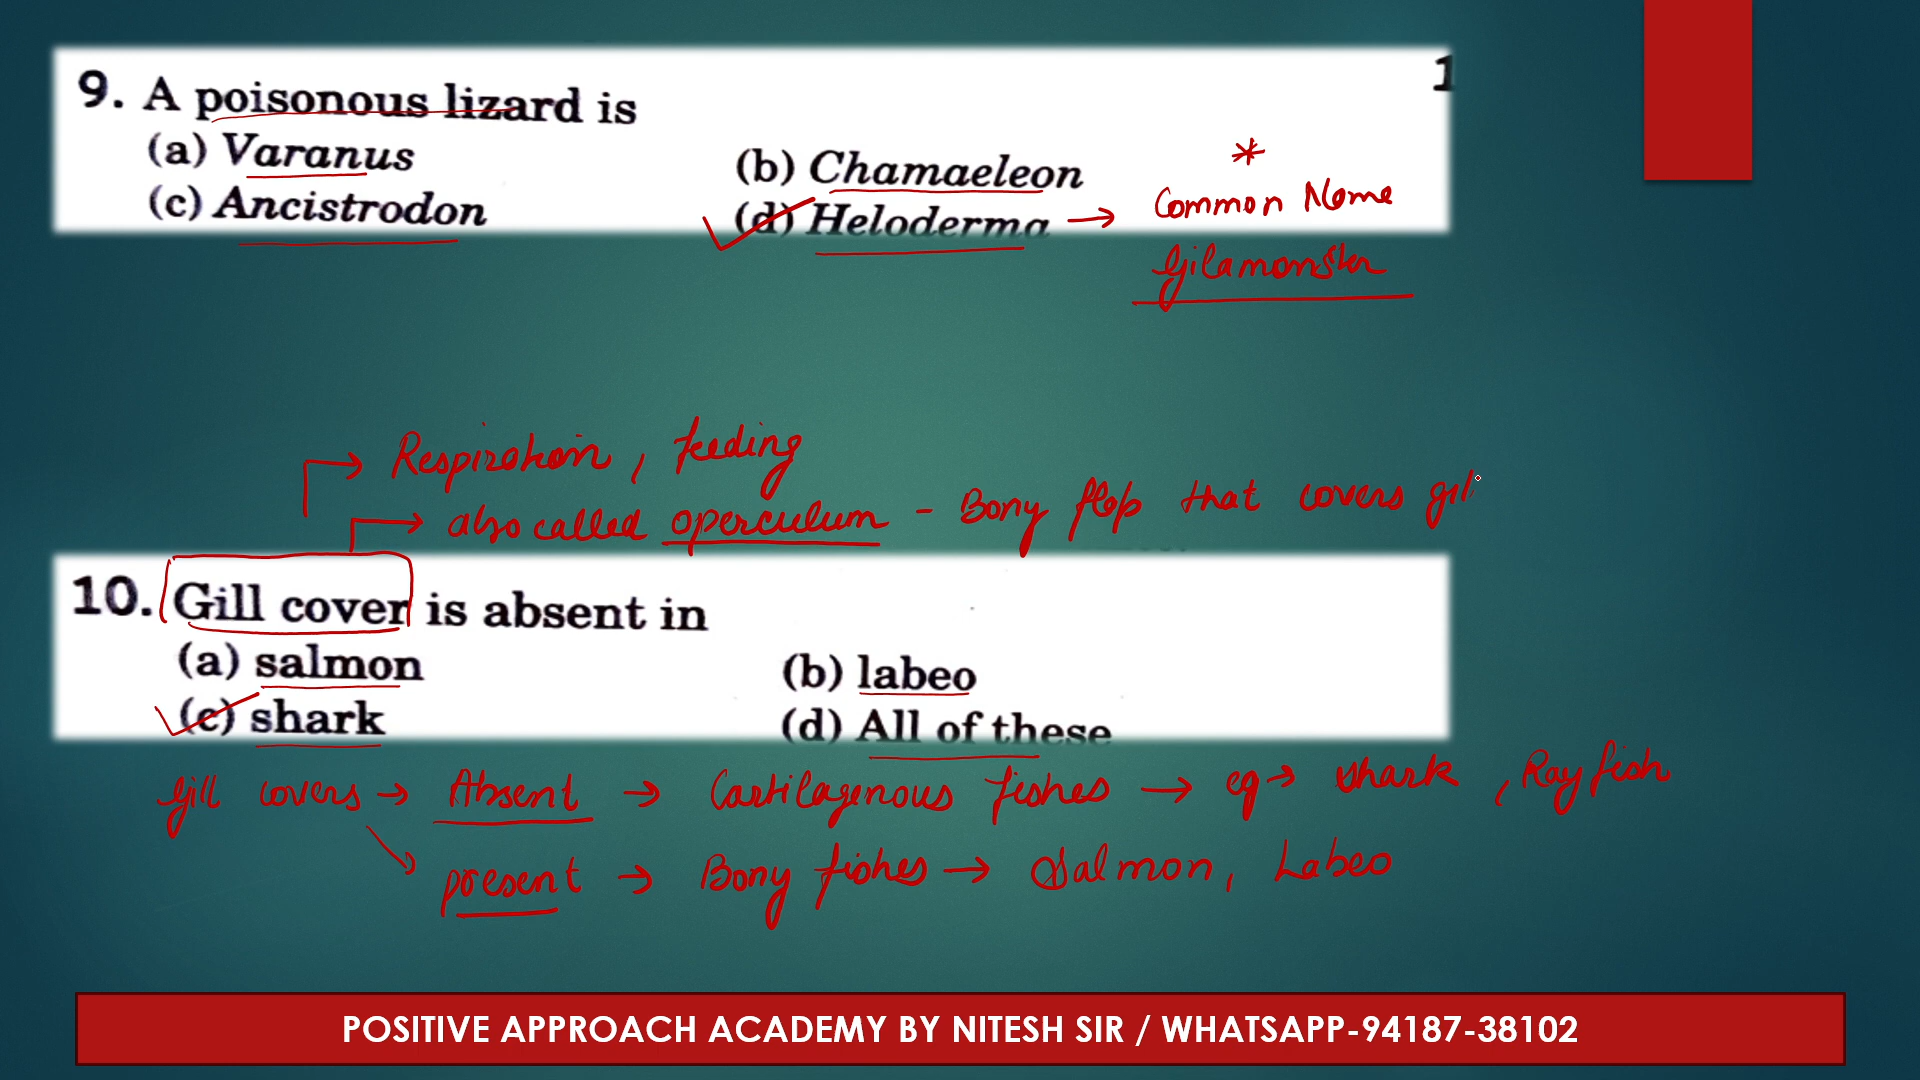 1
9. A poisonous lizard is
(a) Varanus
(b) Chamaeleon
(c) Ancistrodon
(d) Heloderma →
*
Common Name
Gilamonster
→ Respiration, feeding
→ also called operculum - Bony flap that covers gil
10. Gill cover is absent in
(a) salmon
(b) labeo
(c) shark
(d) All of these
Gill covers → Absent → Cartilagenous fishes → eg → shark, Ray fish
present → Bony fishes → Salmon, Labeo
POSITIVE APPROACH ACADEMY BY NITESH SIR / WHATSAPP-94187-38102